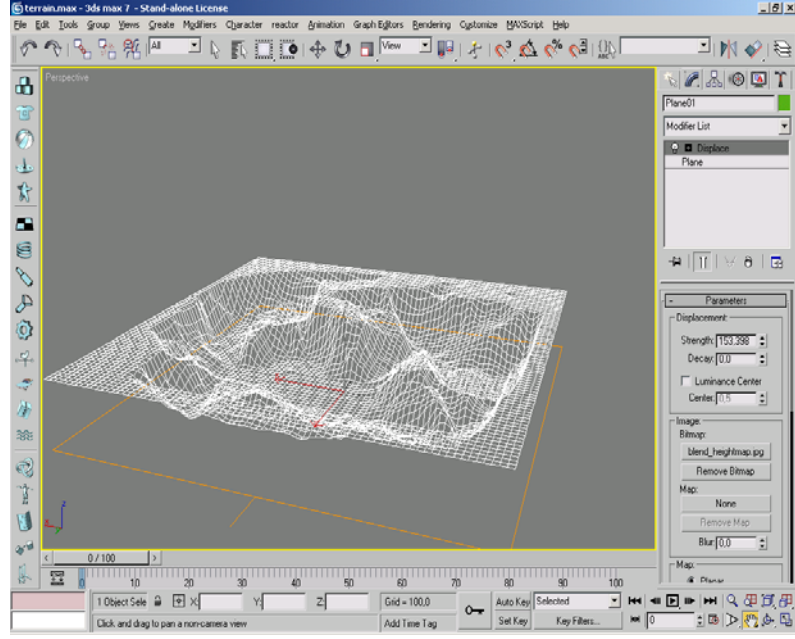 terrain.max - 3ds max 7 - Stand-alone License
File Edit Tools Group Views Create Modifiers Character reactor Animation Graph Editors Rendering Customize MAXScript Help
All
View
ABC
Perspective
Plane01
Modifier List
Displace
Plane
- Parameters
Displacement:
Strength: 153,398
Decay: 0,0
Luminance Center
Center: 0,5
Image:
Bitmap:
blend_heightmap.jpg
Remove Bitmap
Map:
None
Remove Map
Blur: 0,0
Map:
Planar
z
x
< 0 / 100 >
0 10 20 30 40 50 60 70 80 90 100
1 Object Sele X: Y: Z: Grid = 100,0 Auto Key Selected
Click and drag to pan a non-camera view Add Time Tag Set Key Key Filters... 0